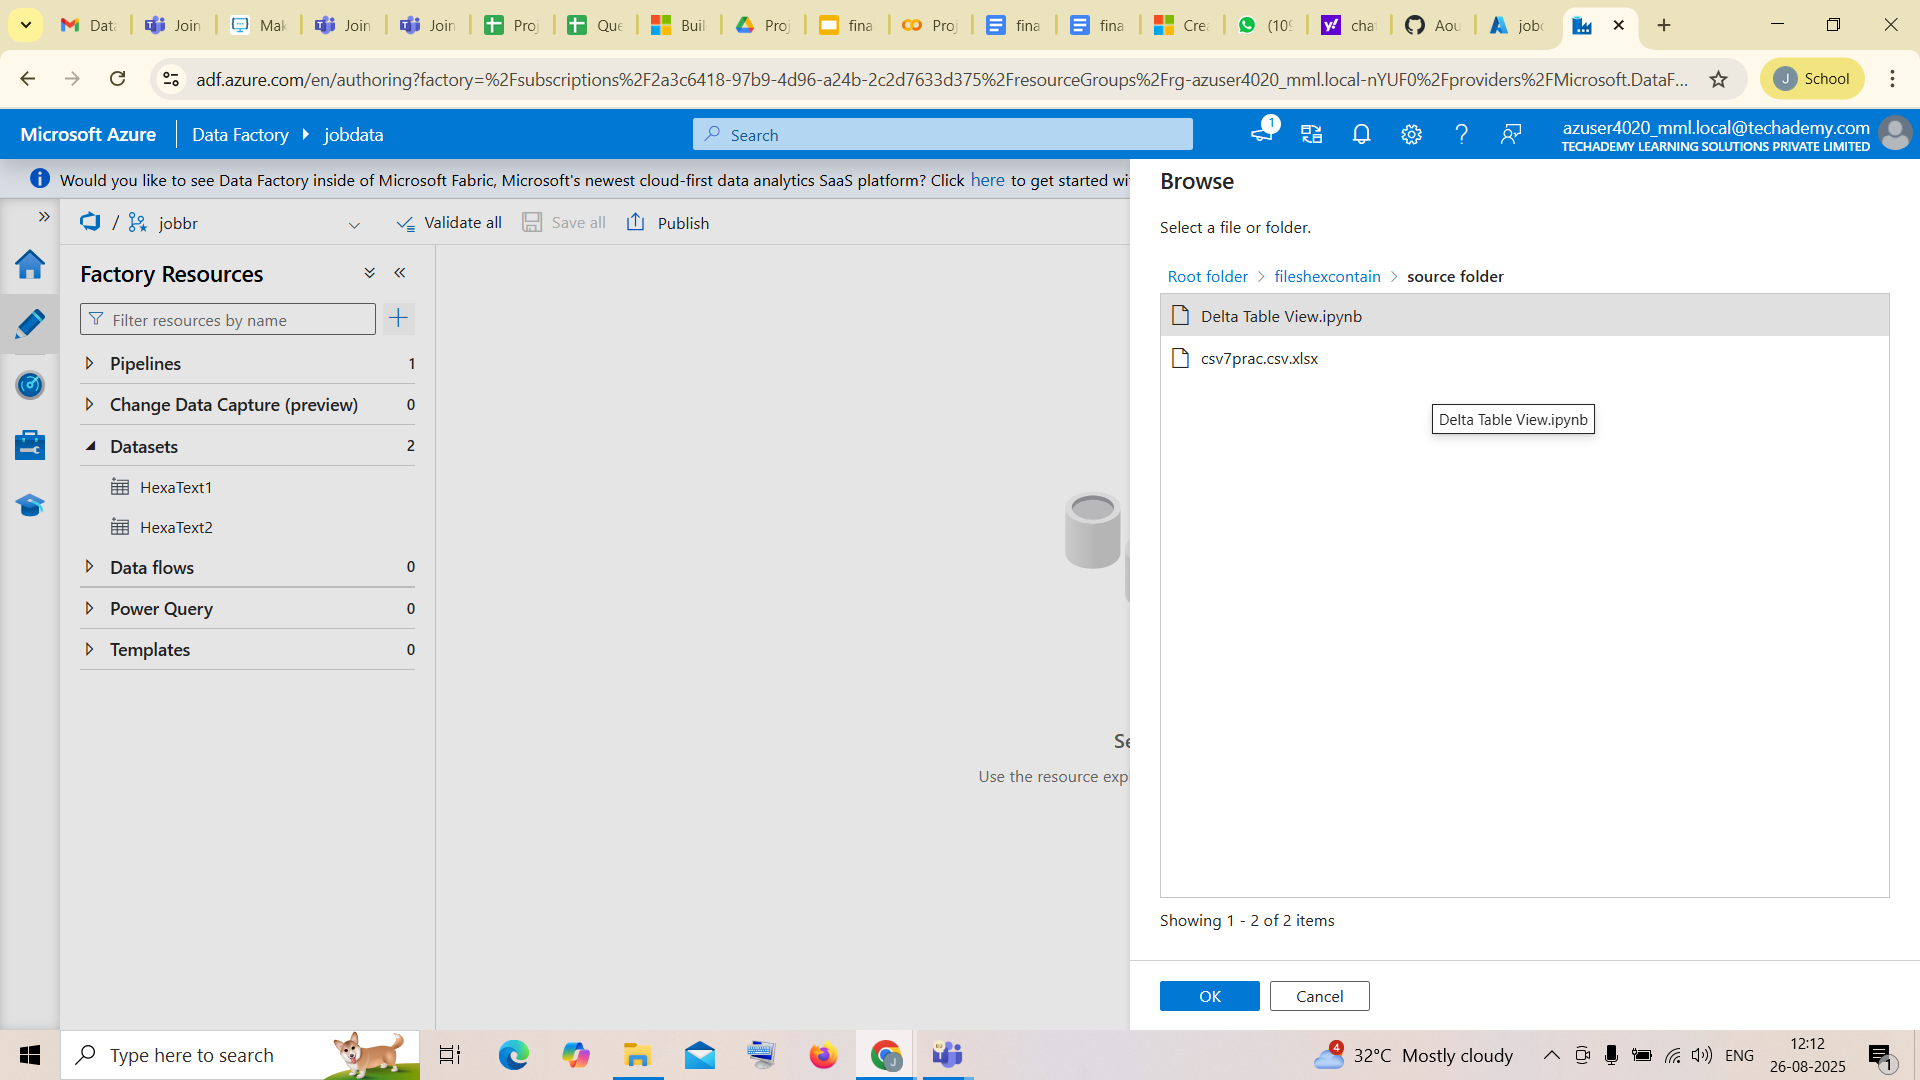 Data
Join
Mak
Join
Join
Proj
Que
Buil
Proj
fina
Proj
fina
fina
Crea
(109
chat
Aou
jobd
adf.azure.com/en/authoring?factory=%2Fsubscriptions%2F2a3c6418-97b9-4d96-a24b-2c2d7633d375%2FresourceGroups%2Frg-azuser4020_mml.local-nYUF0%2Fproviders%2FMicrosoft.DataF...
J School
Microsoft Azure
Data Factory
jobdata
Search
1
azuser4020_mml.local@techademy.com
TECHADEMY LEARNING SOLUTIONS PRIVATE LIMITED
Would you like to see Data Factory inside of Microsoft Fabric, Microsoft's newest cloud-first data analytics SaaS platform? Click here to get started wi
/ jobbr
Validate all
Save all
Publish
Factory Resources
Filter resources by name
Pipelines 1
Change Data Capture (preview) 0
Datasets 2
HexaText1
HexaText2
Data flows 0
Power Query 0
Templates 0
Se
Use the resource exp
Browse
Select a file or folder.
Root folder > fileshexcontain > source folder
Delta Table View.ipynb
csv7prac.csv.xlsx
Delta Table View.ipynb
Showing 1 - 2 of 2 items
OK
Cancel
Type here to search
J
4
32°C Mostly cloudy
ENG
12:12
26-08-2025
1